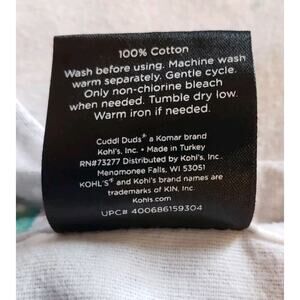 100% Cotton
Wash before using. Machine wash
warm separately. Gentle cycle.
Only non-chlorine bleach
when needed. Tumble dry low.
Warm iron if needed.
Cuddl Duds® a Komar brand
Kohl's, Inc. • Made in Turkey
RN#73277 Distributed by Kohl's, Inc.
Menomonee Falls, WI 53051
KOHL'S® and Kohl's brand names are
trademarks of KIN, Inc.
Kohls.com
UPC# 400686159304